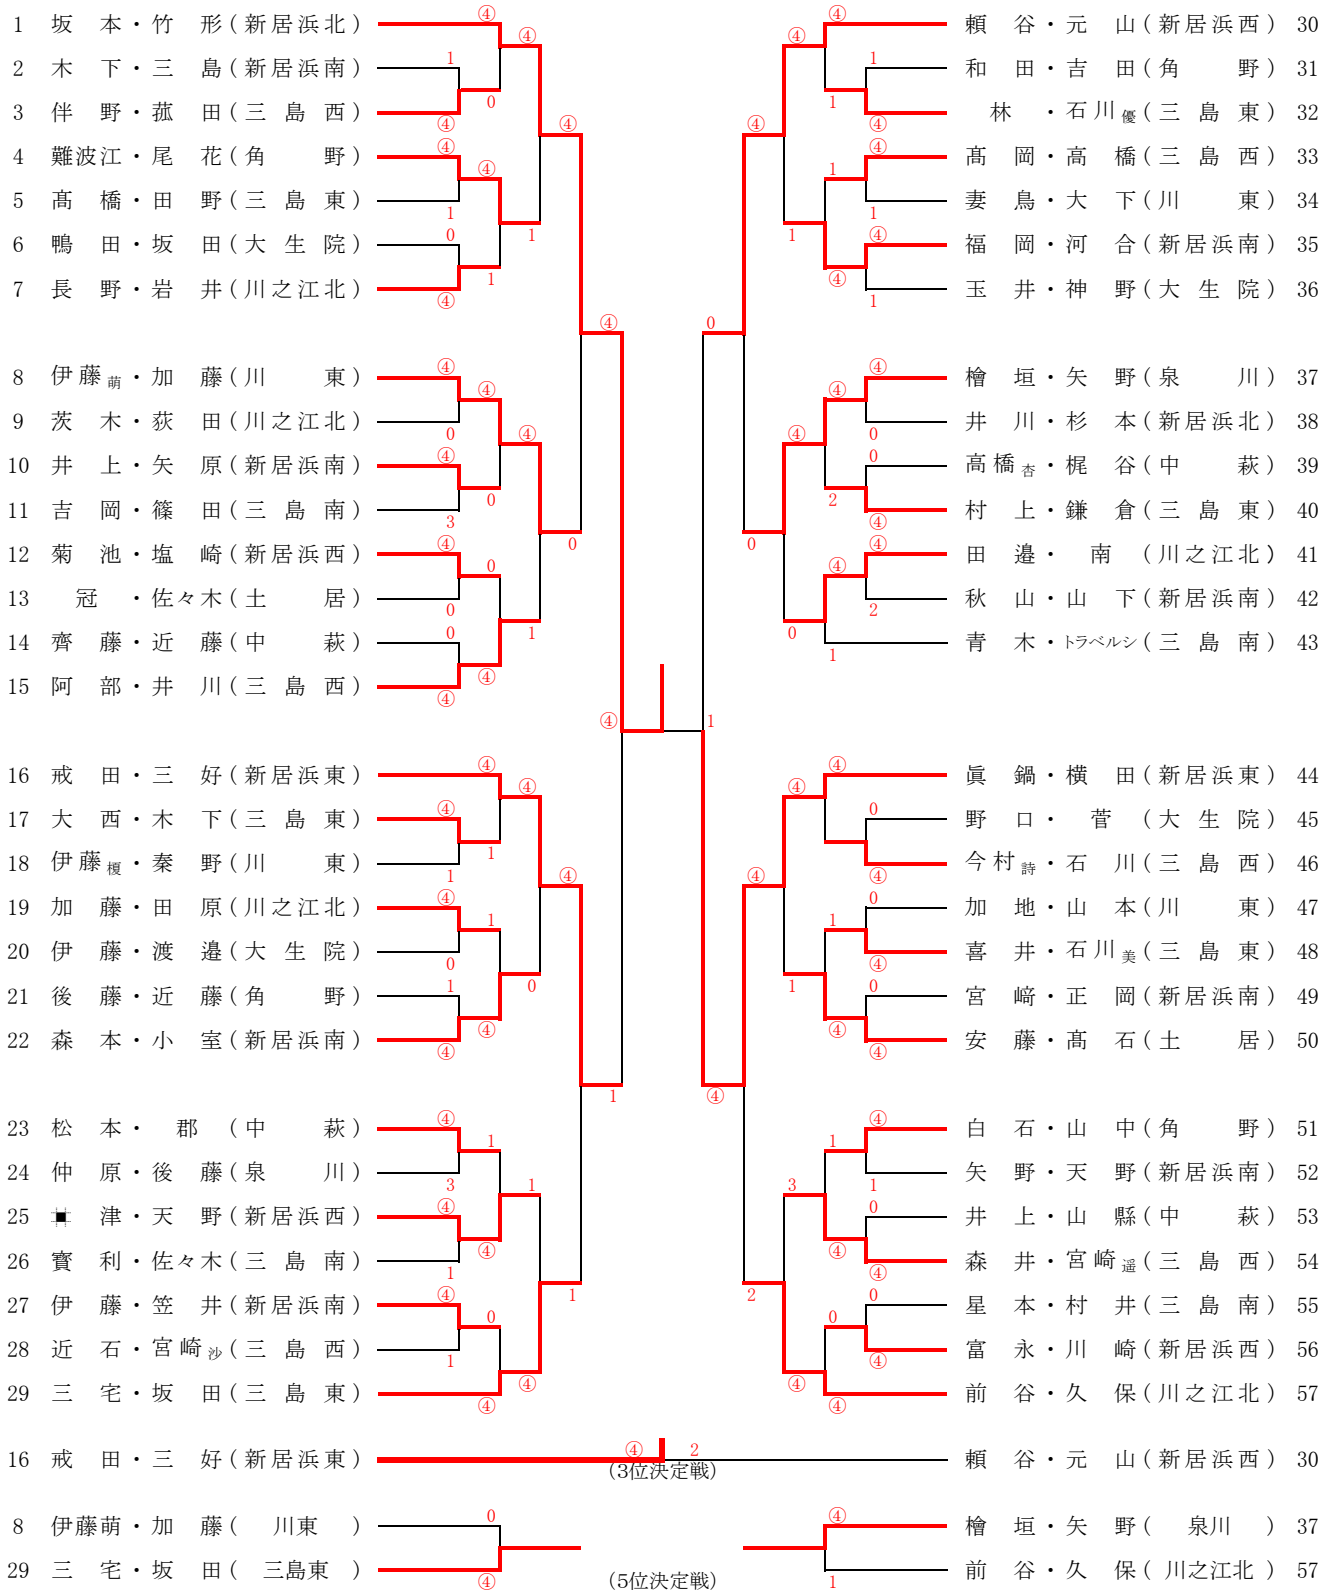 1 坂本・竹形(新居浜北)
2 木下・三島(新居浜南)
3 伴野・菰田(三島西)
4 難波江・尾花(角野)
5 髙橋・田野(三島東)
6 鴨田・坂田(大生院)
7 長野・岩井(川之江北)
8 伊藤萌・加藤(川東)
9 茨木・荻田(川之江北)
10 井上・矢原(新居浜南)
11 吉岡・篠田(三島南)
12 菊池・塩崎(新居浜西)
13 冠・佐々木(土居)
14 齊藤・近藤(中萩)
15 阿部・井川(三島西)
16 戒田・三好(新居浜東)
17 大西・木下(三島東)
18 伊藤榎・秦野(川東)
19 加藤・田原(川之江北)
20 伊藤・渡邉(大生院)
21 後藤・近藤(角野)
22 森本・小室(新居浜南)
23 松本・郡(中萩)
24 仲原・後藤(泉川)
25 津・天野(新居浜西)
26 寳利・佐々木(三島南)
27 伊藤・笠井(新居浜南)
28 近石・宮崎沙(三島西)
29 三宅・坂田(三島東)
頼谷・元山(新居浜西) 30
和田・吉田(角野) 31
林・石川優(三島東) 32
髙岡・高橋(三島西) 33
妻鳥・大下(川東) 34
福岡・河合(新居浜南) 35
玉井・神野(大生院) 36
檜垣・矢野(泉川) 37
井川・杉本(新居浜北) 38
高橋杏・梶谷(中萩) 39
村上・鎌倉(三島東) 40
田邉・南(川之江北) 41
秋山・山下(新居浜南) 42
青木・トラベルシ(三島南) 43
眞鍋・横田(新居浜東) 44
野口・菅(大生院) 45
今村詩・石川(三島西) 46
加地・山本(川東) 47
喜井・石川美(三島東) 48
宮﨑・正岡(新居浜南) 49
安藤・髙石(土居) 50
白石・山中(角野) 51
矢野・天野(新居浜南) 52
井上・山縣(中萩) 53
森井・宮崎遥(三島西) 54
星本・村井(三島南) 55
富永・川崎(新居浜西) 56
前谷・久保(川之江北) 57
16 戒田・三好(新居浜東) ④ 2 頼谷・元山(新居浜西) 30
(3位決定戦)
8 伊藤萌・加藤(川東) 0 ④ 檜垣・矢野(泉川) 37
29 三宅・坂田(三島東) ④ 1 前谷・久保(川之江北) 57
(5位決定戦)